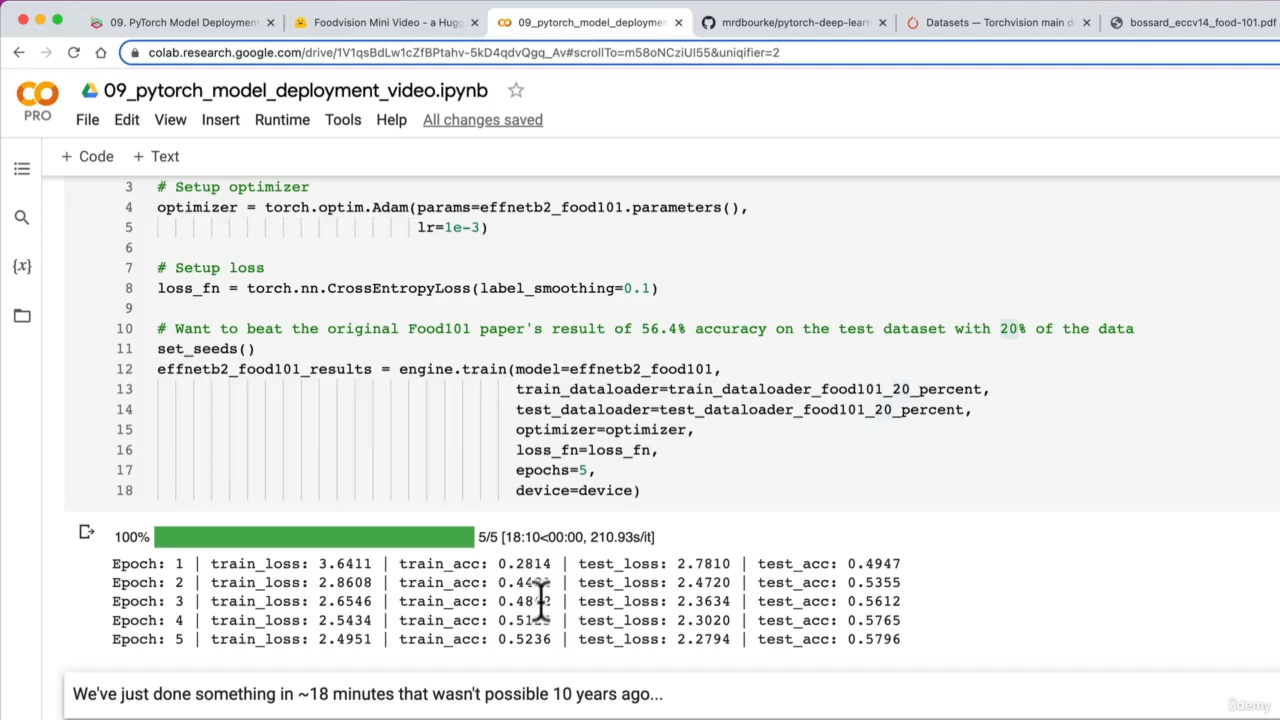 09. PyTorch Model Deployment
Foodvision Mini Video - a Hugg
09_pytorch_model_deploymen
mrdbourke/pytorch-deep-learn
Datasets — Torchvision main d
bossard_eccv14_food-101.pdf
colab.research.google.com/drive/1V1qsBdLw1cZfBPtahv-5kD4qdvQgq_Av#scrollTo=m58oNCziUI55&uniqifier=2
09_pytorch_model_deployment_video.ipynb
PRO
File Edit View Insert Runtime Tools Help All changes saved
+ Code + Text
{x}
3 # Setup optimizer
4 optimizer = torch.optim.Adam(params=effnetb2_food101.parameters(),
5 lr=1e-3)
6
7 # Setup loss
8 loss_fn = torch.nn.CrossEntropyLoss(label_smoothing=0.1)
9
10 # Want to beat the original Food101 paper's result of 56.4% accuracy on the test dataset with 20% of the data
11 set_seeds()
12 effnetb2_food101_results = engine.train(model=effnetb2_food101,
13 train_dataloader=train_dataloader_food101_20_percent,
14 test_dataloader=test_dataloader_food101_20_percent,
15 optimizer=optimizer,
16 loss_fn=loss_fn,
17 epochs=5,
18 device=device)
100% 5/5 [18:10<00:00, 210.93s/it]
Epoch: 1 | train_loss: 3.6411 | train_acc: 0.2814 | test_loss: 2.7810 | test_acc: 0.4947
Epoch: 2 | train_loss: 2.8608 | train_acc: | test_loss: 2.4720 | test_acc: 0.5355
Epoch: 3 | train_loss: 2.6546 | train_acc: | test_loss: 2.3634 | test_acc: 0.5612
Epoch: 4 | train_loss: 2.5434 | train_acc: | test_loss: 2.3020 | test_acc: 0.5765
Epoch: 5 | train_loss: 2.4951 | train_acc: 0.5236 | test_loss: 2.2794 | test_acc: 0.5796
We've just done something in ~18 minutes that wasn't possible 10 years ago...
ûdemy